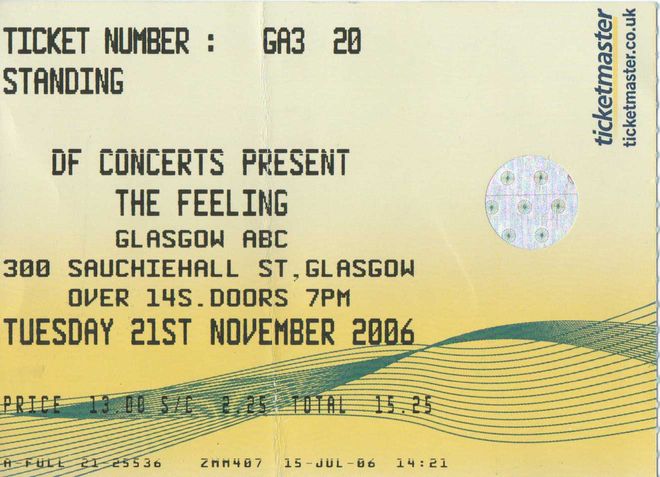 TICKET NUMBER : GA3 20
STANDING
DF CONCERTS PRESENT
THE FEELING
GLASGOW ABC
300 SAUCHIEHALL ST,GLASGOW
OVER 14S.DOORS 7PM
TUESDAY 21ST NOVEMBER 2006
PRICE 13.00 S/C 2.25 TOTAL 15.25
A-FULL 21-25536 ZMM407 15-JUL-06 14:21
ticketmaster
ticketmaster.co.uk